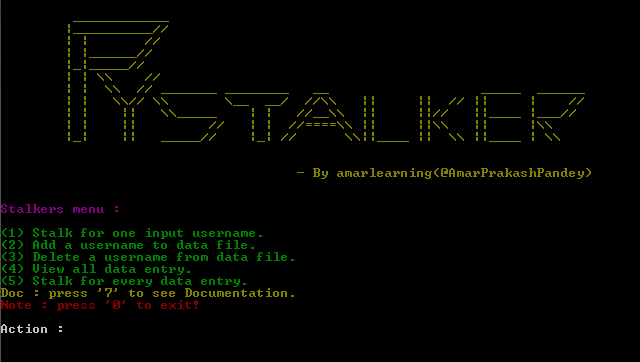 PYSTALKER
- By amarlearning(@AmarPrakashPandey)
Stalkers menu :
(1) Stalk for one input username.
(2) Add a username to data file.
(3) Delete a username from data file.
(4) View all data entry.
(5) Stalk for every data entry.
Doc : press '7' to see Documentation.
Note : press '0' to exit!
Action :